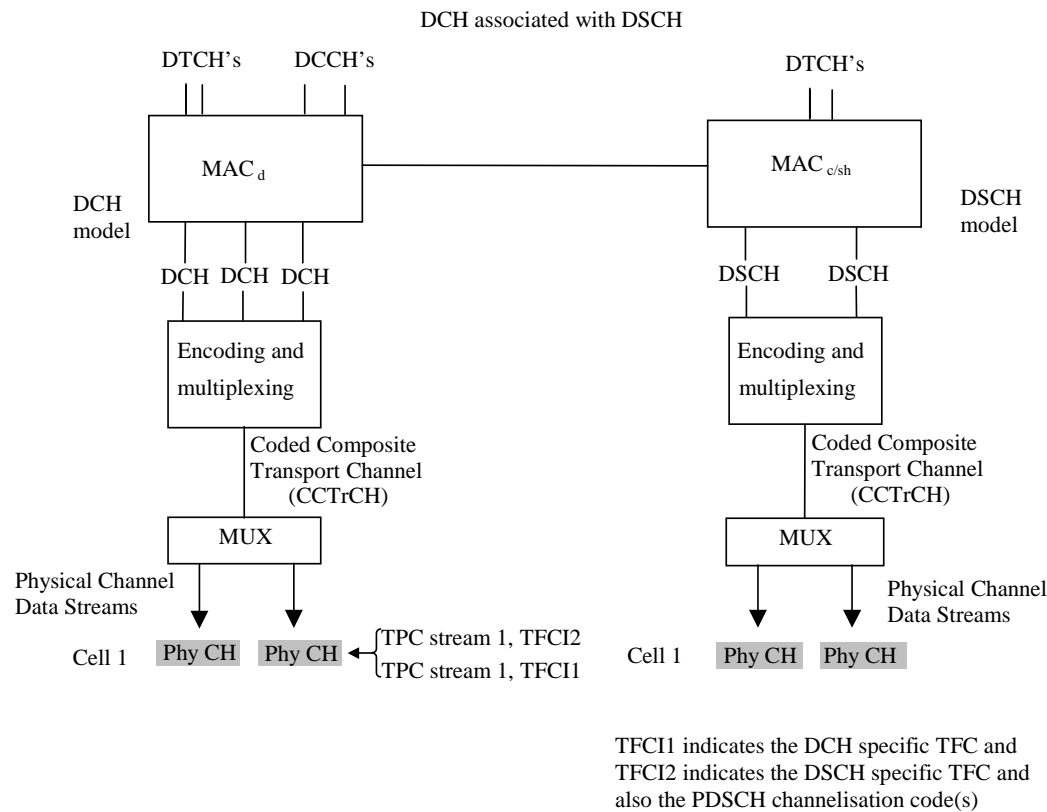 DCH associated with DSCH
DTCH's
DCCH's
DTCH's
MAC d
MAC c/sh
DCH
model
DSCH
model
DCH
DCH
DCH
DSCH
DSCH
Encoding and
multiplexing
Encoding and
multiplexing
Coded Composite
Transport Channel
(CCTrCH)
Coded Composite
Transport Channel
(CCTrCH)
MUX
MUX
Physical Channel
Data Streams
Physical Channel
Data Streams
Cell 1
Phy CH
Phy CH
TPC stream 1, TFCI2
TPC stream 1, TFCI1
Cell 1
Phy CH
Phy CH
TFCI1 indicates the DCH specific TFC and
TFCI2 indicates the DSCH specific TFC and
also the PDSCH channelisation code(s)